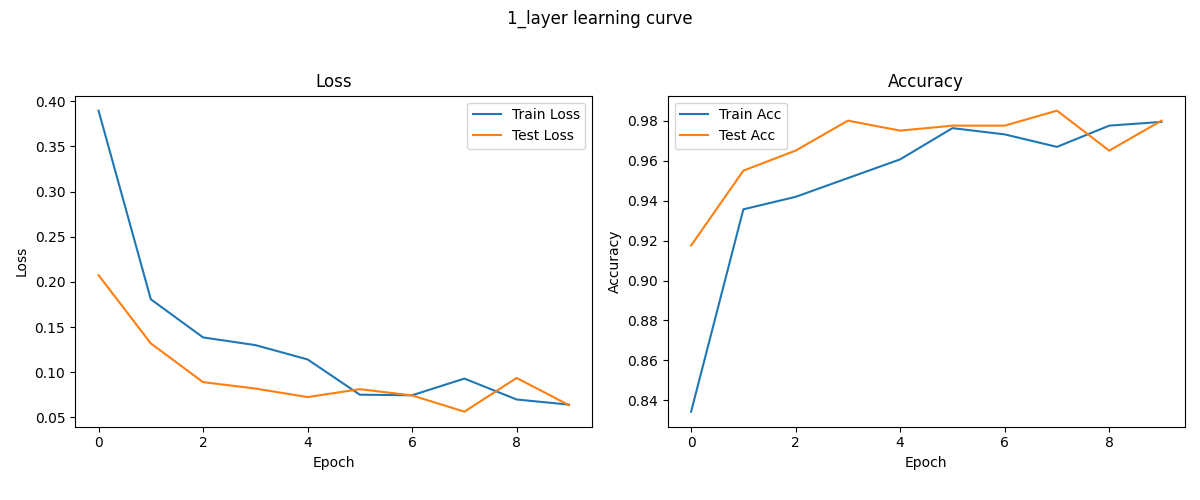 1_layer learning curve
Loss
0.40
0.35
0.30
0.25
0.20
0.15
0.10
0.05
Loss
Train Loss
Test Loss
0 2 4 6 8
Epoch
Accuracy
0.98
0.96
0.94
0.92
0.90
0.88
0.86
0.84
Accuracy
Train Acc
Test Acc
0 2 4 6 8
Epoch